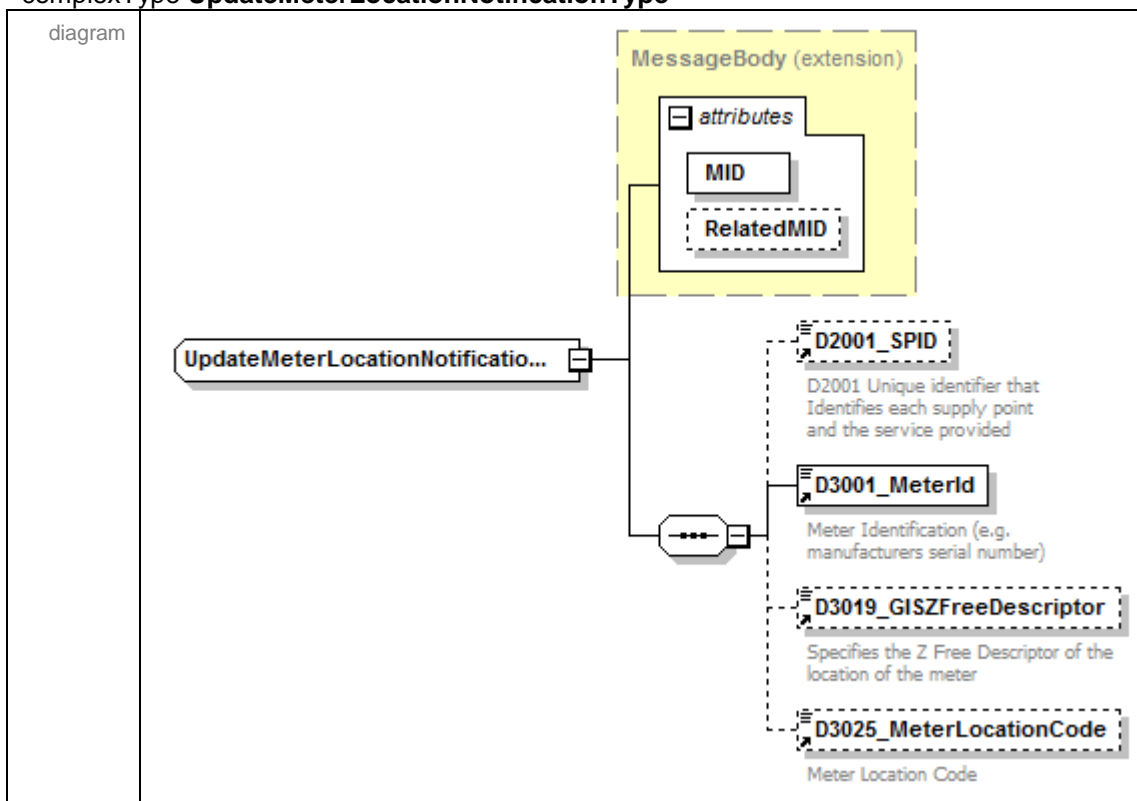 complexType UpdateMeterLocationNotificationType
diagram
MessageBody (extension)
attributes
MID
RelatedMID
UpdateMeterLocationNotificatio...
D2001_SPID
D2001 Unique identifier that
Identifies each supply point
and the service provided
D3001_MeterId
Meter Identification (e.g.
manufacturers serial number)
D3019_GISZFreeDescriptor
Specifies the Z Free Descriptor of the
location of the meter
D3025_MeterLocationCode
Meter Location Code